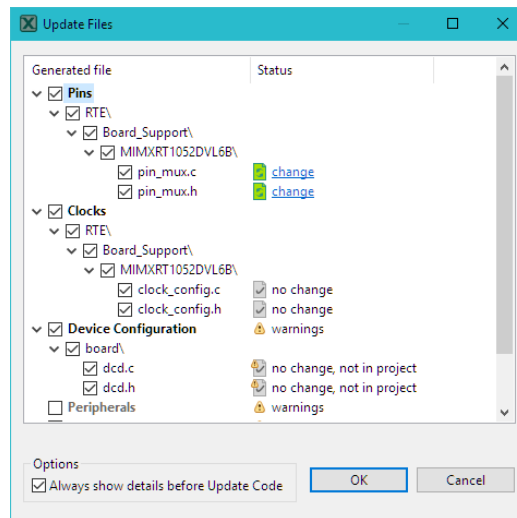 Update Files
Generated file Status
Pins
RTE\
Board_Support\
MIMXRT1052DVL6B\
pin_mux.c change
pin_mux.h change
Clocks
RTE\
Board_Support\
MIMXRT1052DVL6B\
clock_config.c no change
clock_config.h no change
Device Configuration warnings
board\
dcd.c no change, not in project
dcd.h no change, not in project
Peripherals warnings
Options
Always show details before Update Code
OK Cancel